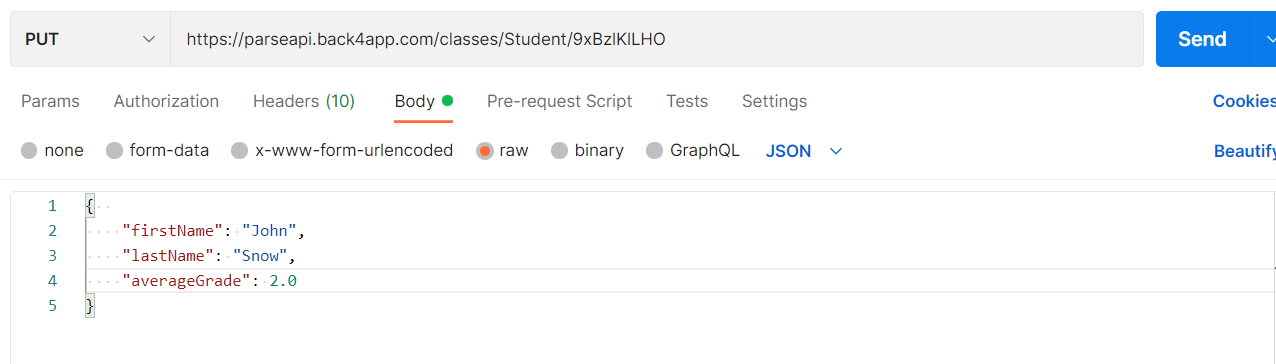 PUT https://parseapi.back4app.com/classes/Student/9xBzlKlLHO Send
Params Authorization Headers (10) Body Pre-request Script Tests Settings Cookies
none form-data x-www-form-urlencoded raw binary GraphQL JSON Beautify
1 {
2 "firstName": "John",
3 "lastName": "Snow",
4 "averageGrade": 2.0
5 }